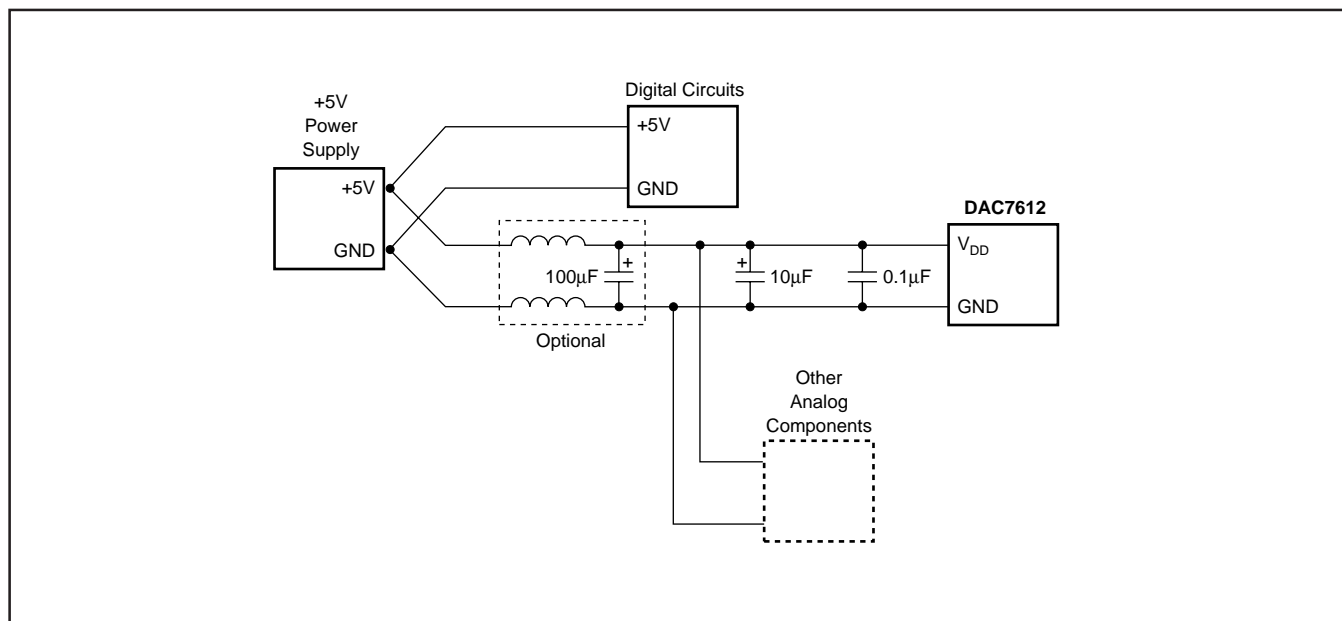 +5V
Power
Supply
+5V
GND
Digital Circuits
+5V
GND
100μF
+
Optional
+
10μF
0.1μF
DAC7612
VDD
GND
Other
Analog
Components